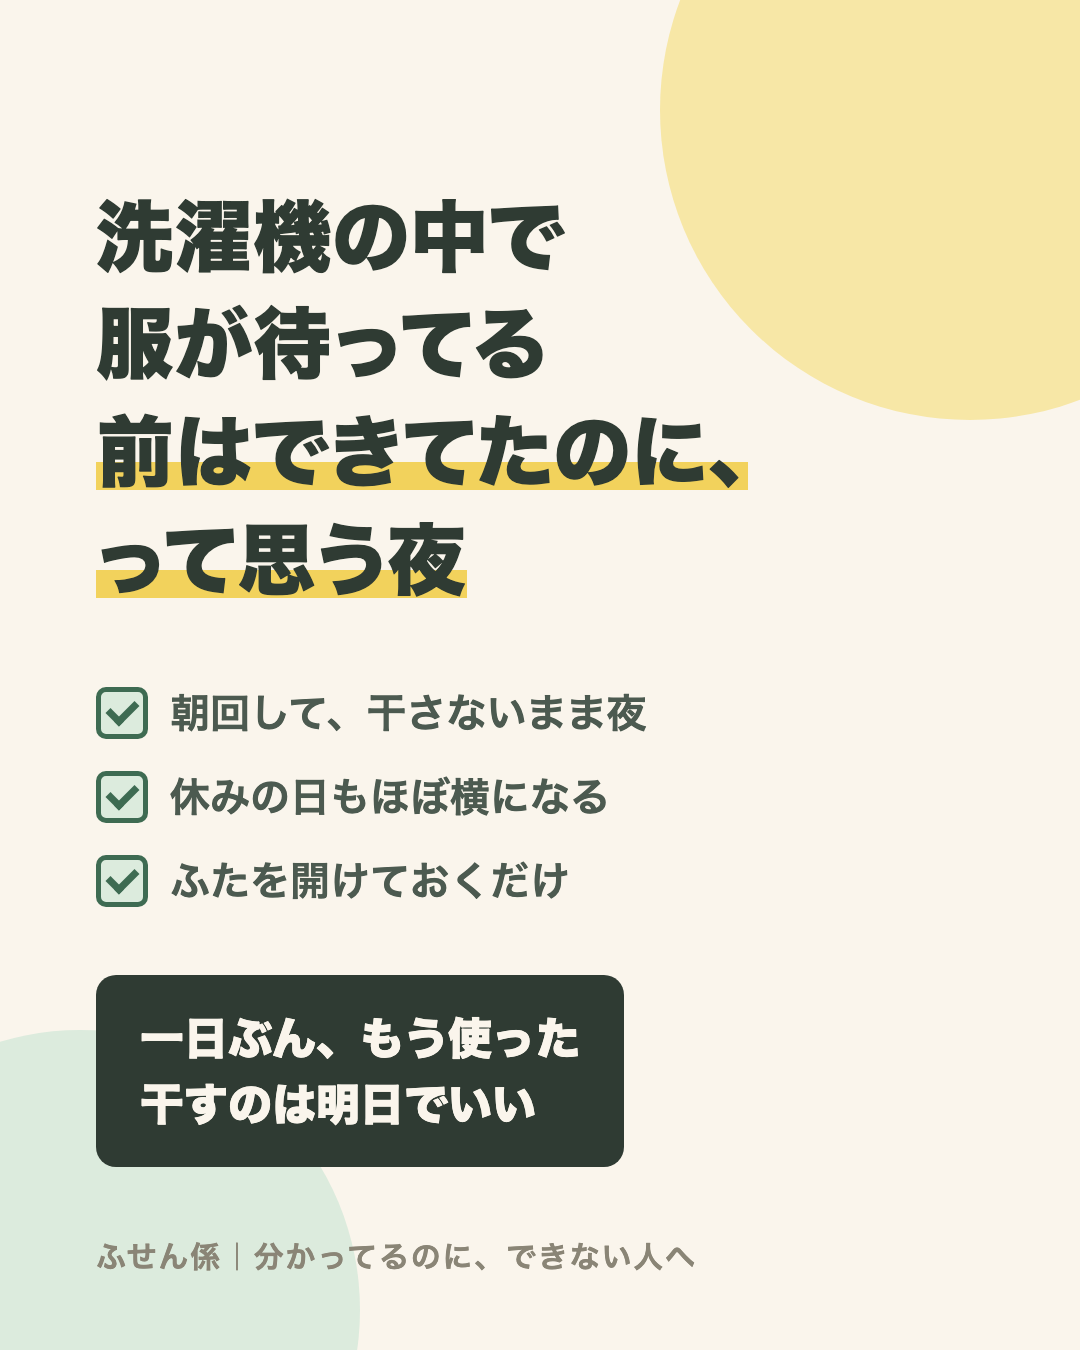 洗濯機の中で
服が待ってる
前はできてたのに、
って思う夜
朝回して、干さないまま夜
休みの日もほぼ横になる
ふたを開けておくだけ
一日ぶん、もう使った
干すのは明日でいい
ふせん係｜分かってるのに、できない人へ